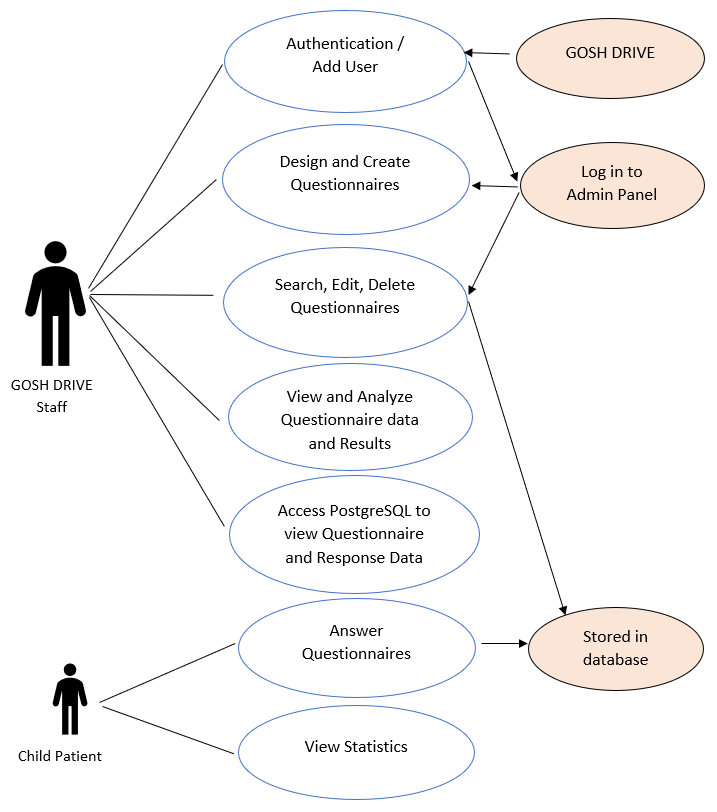 Authentication /
Add User
GOSH DRIVE
Design and Create
Questionnaires
Log in to
Admin Panel
Search, Edit, Delete
Questionnaires
GOSH DRIVE
Staff
View and Analyze
Questionnaire data
and Results
Access PostgreSQL to
view Questionnaire
and Response Data
Answer
Questionnaires
Stored in
database
Child Patient
View Statistics